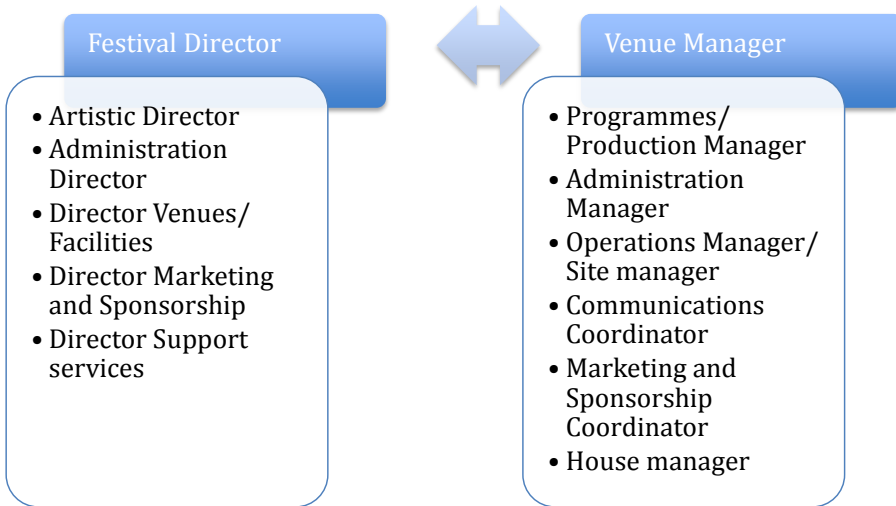 Festival Director
• Artistic Director
• Administration
Director
• Director Venues/
Facilities
• Director Marketing
and Sponsorship
• Director Support
services
Venue Manager
• Programmes/
Production Manager
• Administration
Manager
• Operations Manager/
Site manager
• Communications
Coordinator
• Marketing and
Sponsorship
Coordinator
• House manager